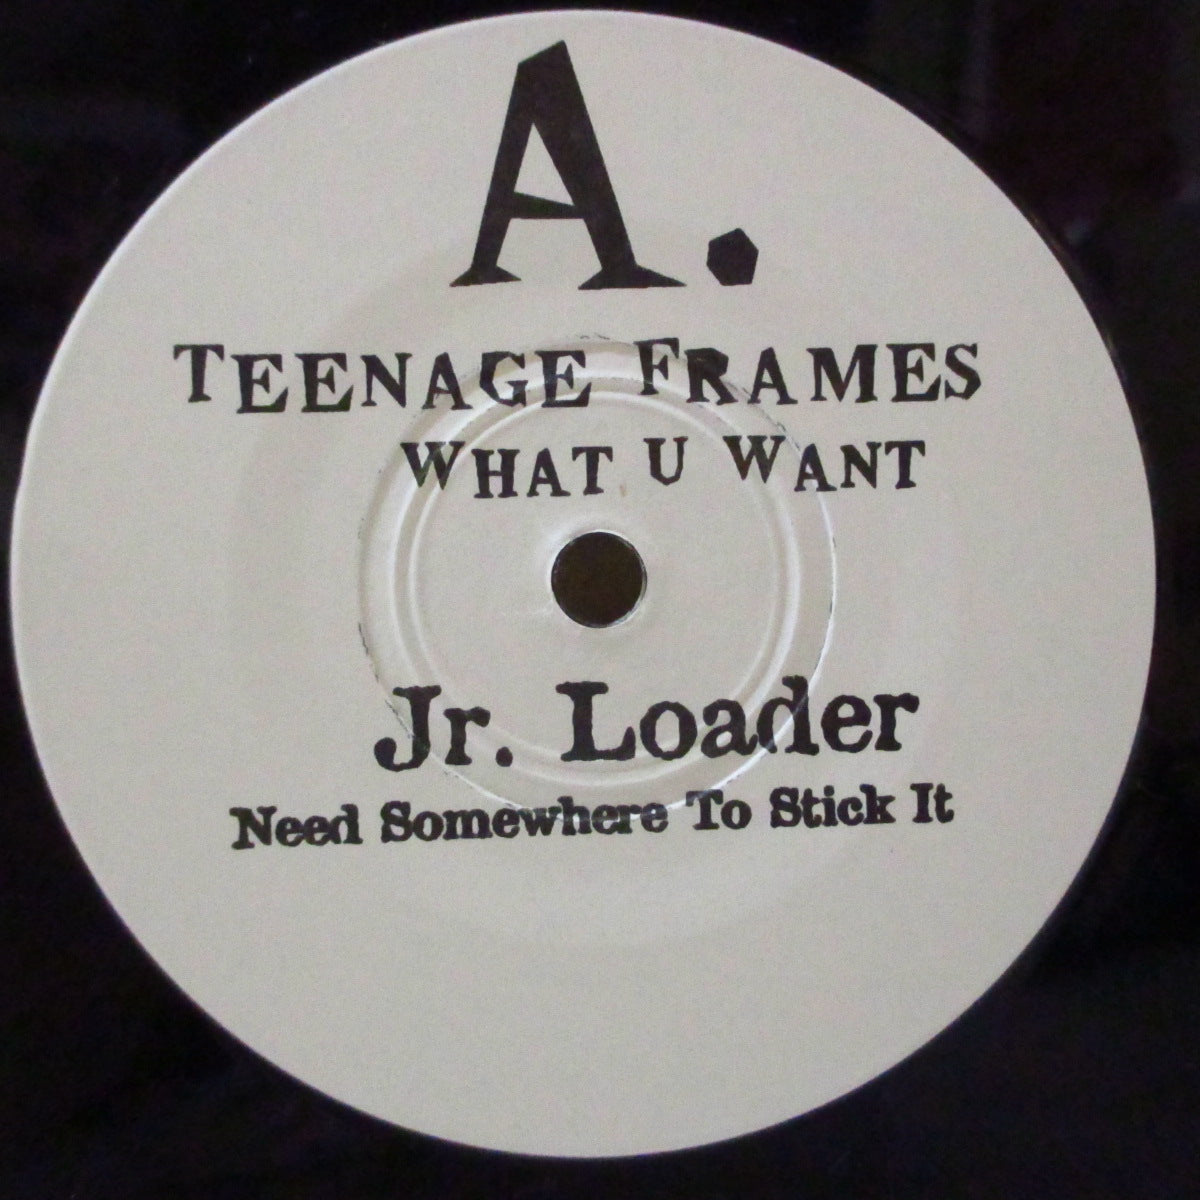 A.
TEENAGE FRAMES
WHAT U WANT
Jr. Loader
Need Somewhere To Stick It